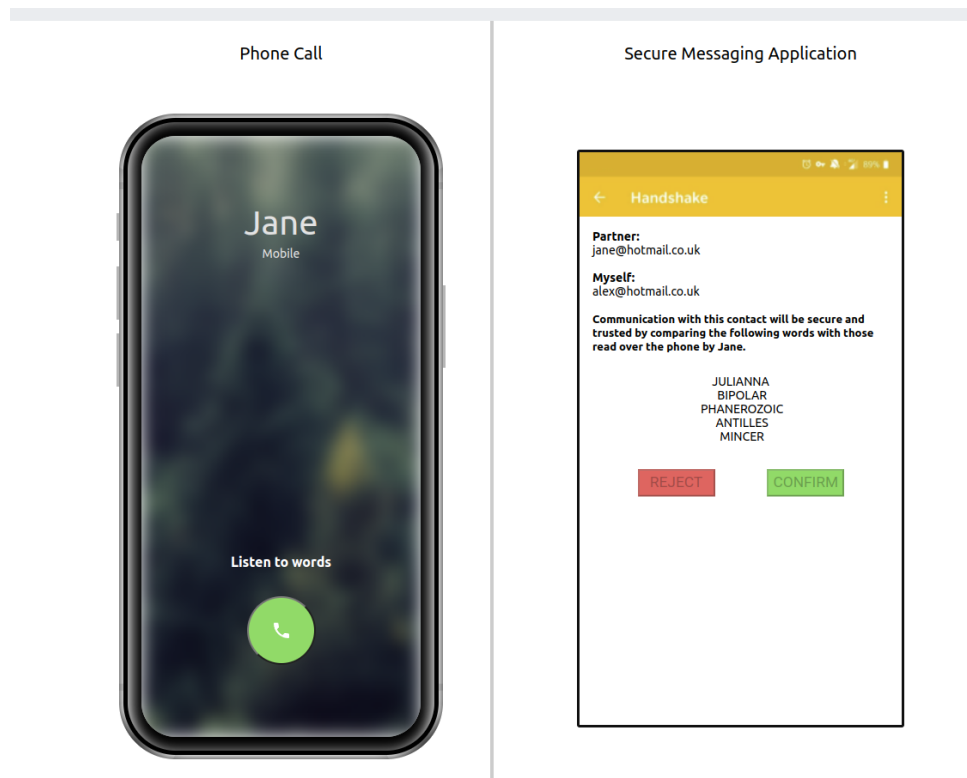 Phone Call
Jane
Mobile
Listen to words
Secure Messaging Application
89%
Handshake
Partner:
jane@hotmail.co.uk
Myself:
alex@hotmail.co.uk
Communication with this contact will be secure and
trusted by comparing the following words with those
read over the phone by Jane.
JULIANNA
BIPOLAR
PHANEROZOIC
ANTILLES
MINCER
REJECT
CONFIRM